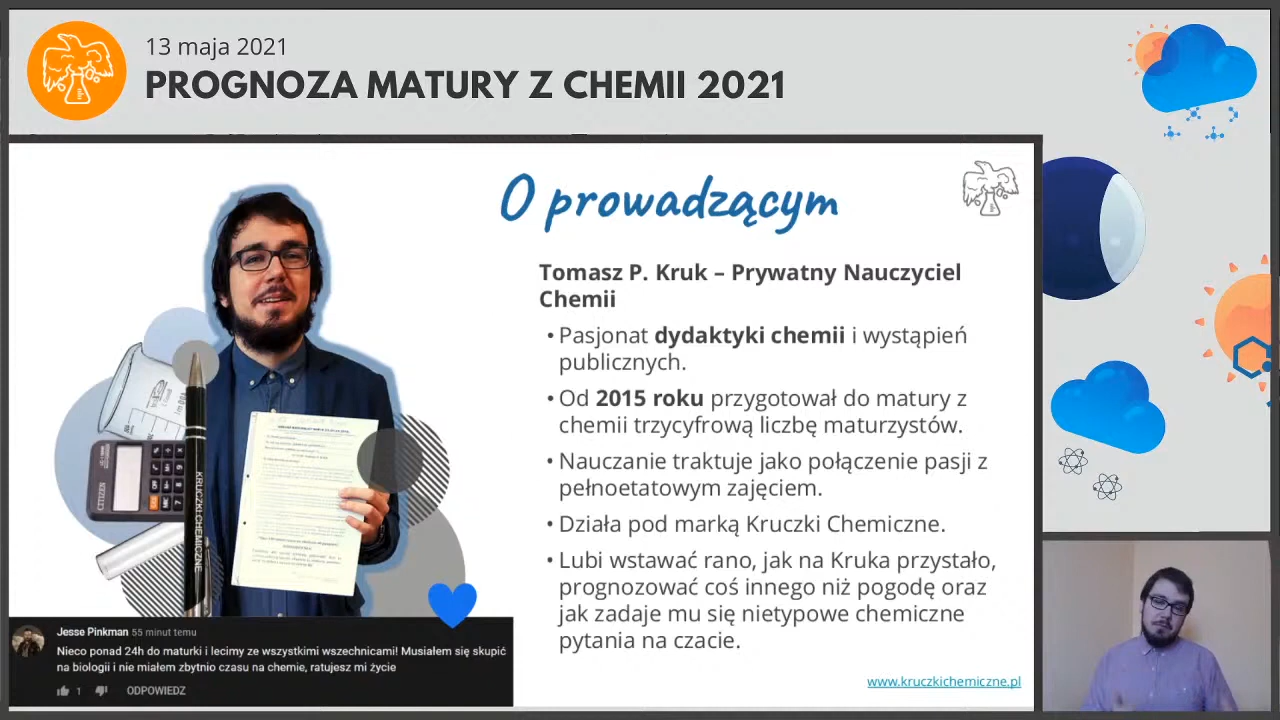 13 maja 2021
PROGNOZA MATURY Z CHEMII 2021
O prowadzącym
Tomasz P. Kruk – Prywatny Nauczyciel
Chemii
• Pasjonat dydaktyki chemii i wystąpień
publicznych.
• Od 2015 roku przygotował do matury z
chemii trzycyfrową liczbę maturzystów.
• Nauczanie traktuje jako połączenie pasji z
pełnoetatowym zajęciem.
• Działa pod marką Kruczki Chemiczne.
• Lubi wstawać rano, jak na Kruka przystało,
prognozować coś innego niż pogodę oraz
jak zadaje mu się nietypowe chemiczne
pytania na czacie.
www.kruczkichemiczne.pl
CITIZEN
KRUCZKI CHEMICZNE
Jesse Pinkman 55 minut temu
Nieco ponad 24h do maturki i lecimy ze wszystkimi wszechnicami! Musiałem się skupić
na biologii i nie miałem zbytnio czasu na chemie, ratujesz mi życie
1 ODPOWIEDZ